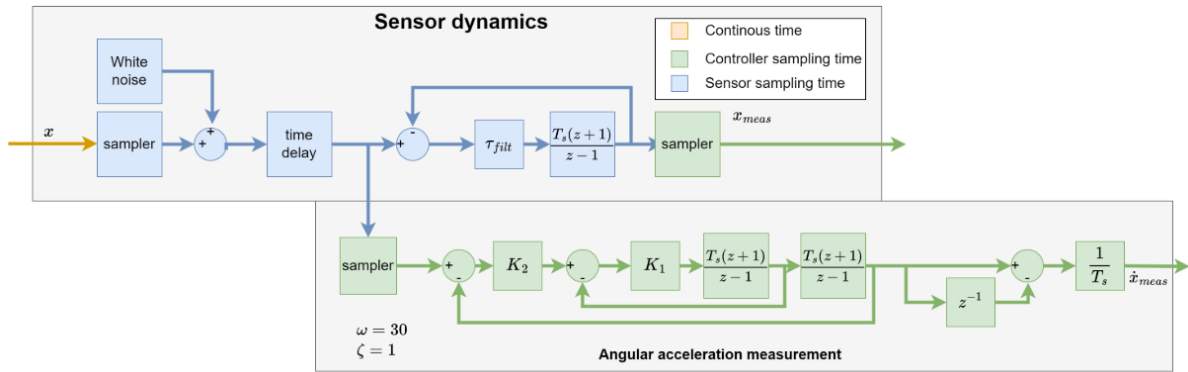 Sensor dynamics
Continous time
Controller sampling time
Sensor sampling time
White
noise
x
sampler
+
+
time
delay
+
-
τ_filt
T_s(z+1)
z−1
sampler
x_meas
sampler
+
-
K_2
+
-
K_1
T_s(z+1)
z−1
T_s(z+1)
z−1
z^−1
+
-
1
T_s
ẋ_meas
ω = 30
ζ = 1
Angular acceleration measurement